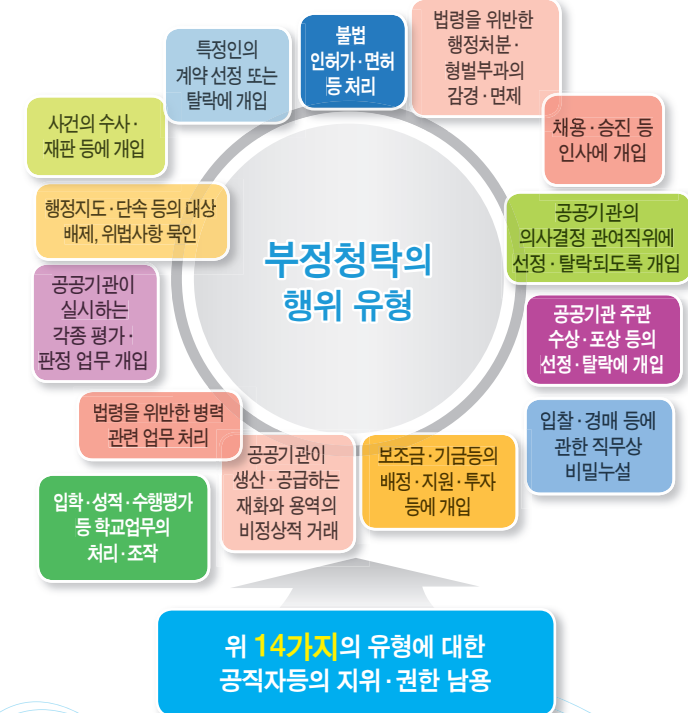 부정청탁의
행위 유형
불법
인허가·면허
등 처리
법령을 위반한
행정처분·
형벌부과의
감경·면제
채용·승진 등
인사에 개입
공공기관의
의사결정 관여직위에
선정·탈락되도록 개입
공공기관 주관
수상·포상 등의
선정·탈락에 개입
입찰·경매 등에
관한 직무상
비밀누설
특정인의
계약 선정 또는
탈락에 개입
보조금·기금등의
배정·지원·투자
등에 개입
공공기관이
생산·공급하는
재화와 용역의
비정상적 거래
입학·성적·수행평가
등 학교업무의
처리·조작
법령을 위반한 병력
관련 업무 처리
공공기관이
실시하는
각종 평가·
판정 업무 개입
행정지도·단속 등의 대상
배제, 위법사항 묵인
사건의 수사·
재판 등에 개입
위 14가지의 유형에 대한
공직자등의 지위·권한 남용